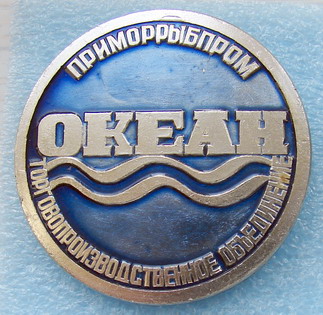 ПРИМОРРЫБПРОМ
ОКЕАН
ТОРГОВОПРОИЗВОДСТВЕННОЕ ОБЪЕДИНЕНИЕ